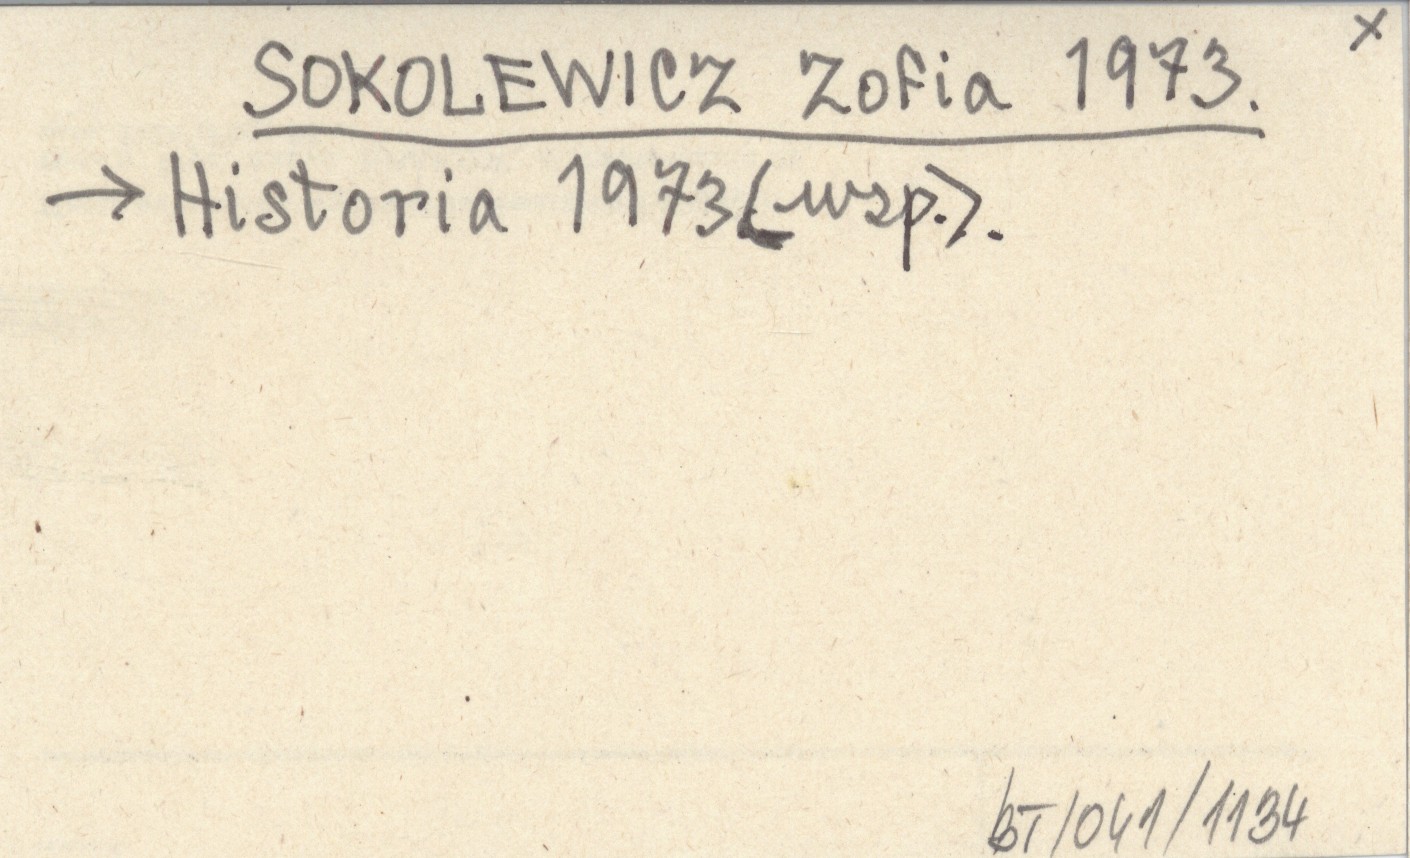 x
SOKOLEWICZ Zofia 1973.
→ Historia 1973 (wsp.).
BT/041/1134